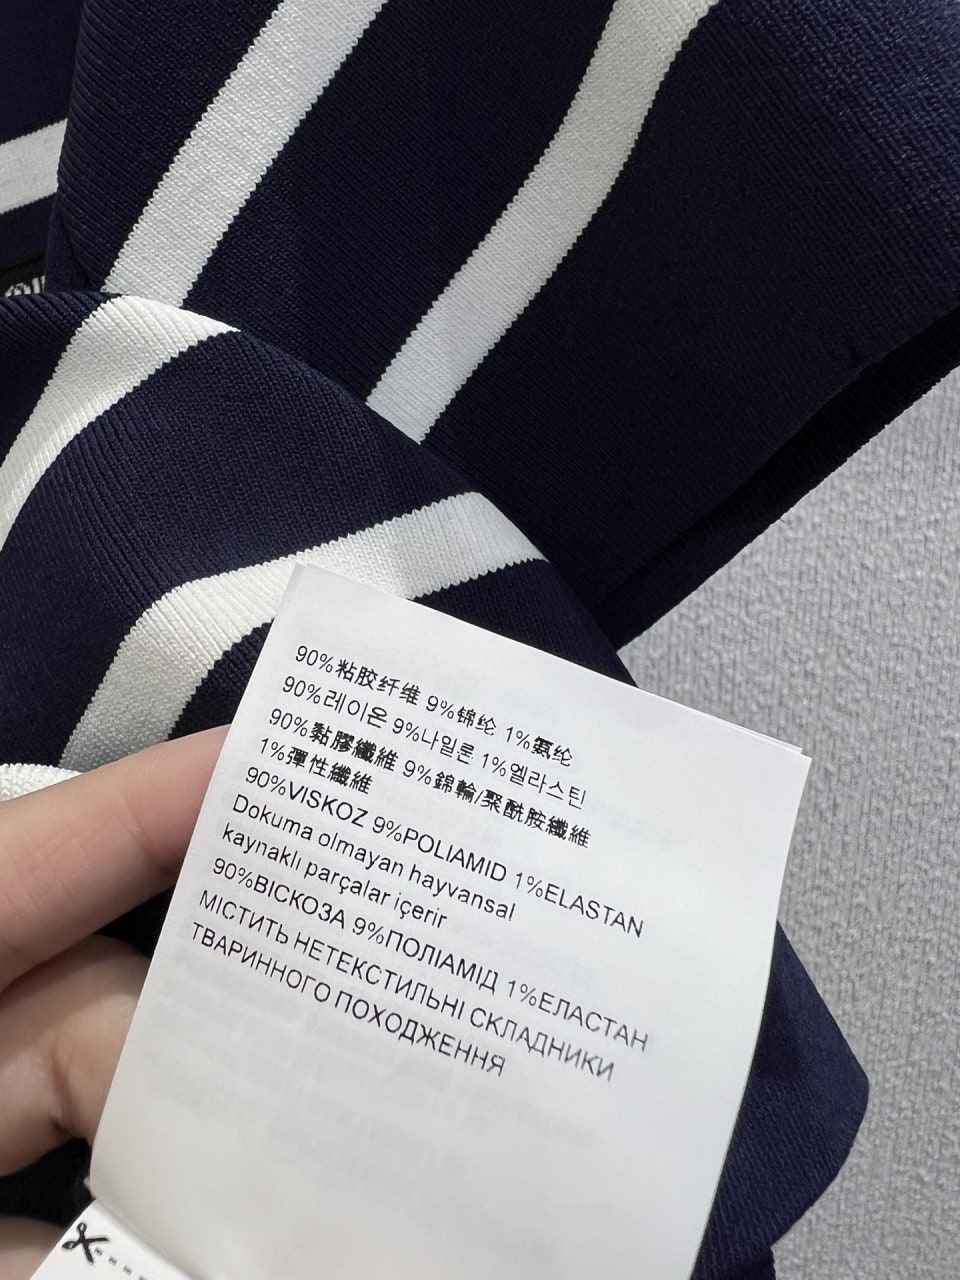 90%粘胶纤维 9%锦纶 1%氨纶
90%레이온 9%나일론 1%엘라스틴
90%黏膠纖維 9%錦輪/聚酰胺纖維
1%彈性纖維
90%VISKOZ 9%POLIAMID 1%ELASTAN
Dokuma olmayan hayvansal
kaynaklı parçalar içerir
90%ВІСКОЗА 9%ПОЛІАМІД 1%ЕЛАСТАН
МІСТИТЬ НЕТЕКСТИЛЬНІ СКЛАДНИКИ
ТВАРИННОГО ПОХОДЖЕННЯ